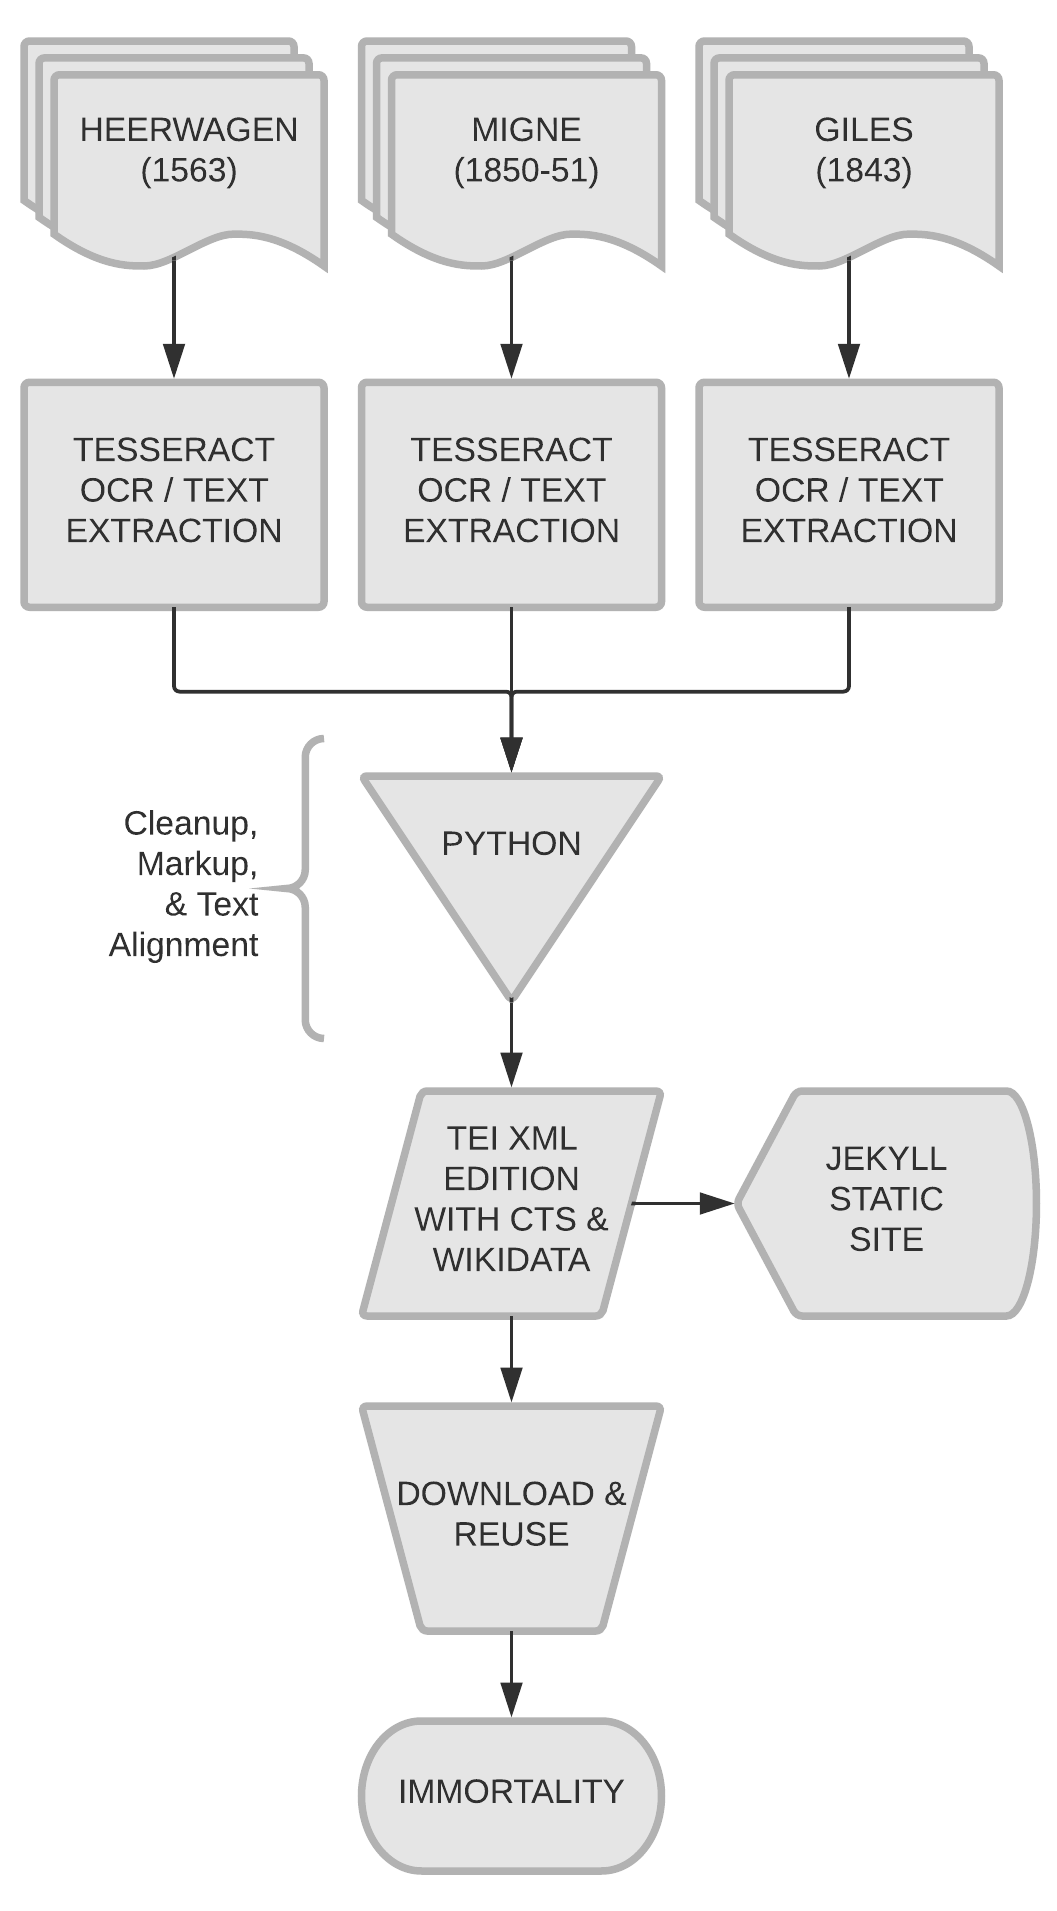 HEERWAGEN
(1563)
MIGNE
(1850-51)
GILES
(1843)
TESSERACT
OCR / TEXT
EXTRACTION
TESSERACT
OCR / TEXT
EXTRACTION
TESSERACT
OCR / TEXT
EXTRACTION
Cleanup,
Markup,
& Text
Alignment
PYTHON
TEI XML
EDITION
WITH CTS &
WIKIDATA
JEKYLL
STATIC
SITE
DOWNLOAD &
REUSE
IMMORTALITY